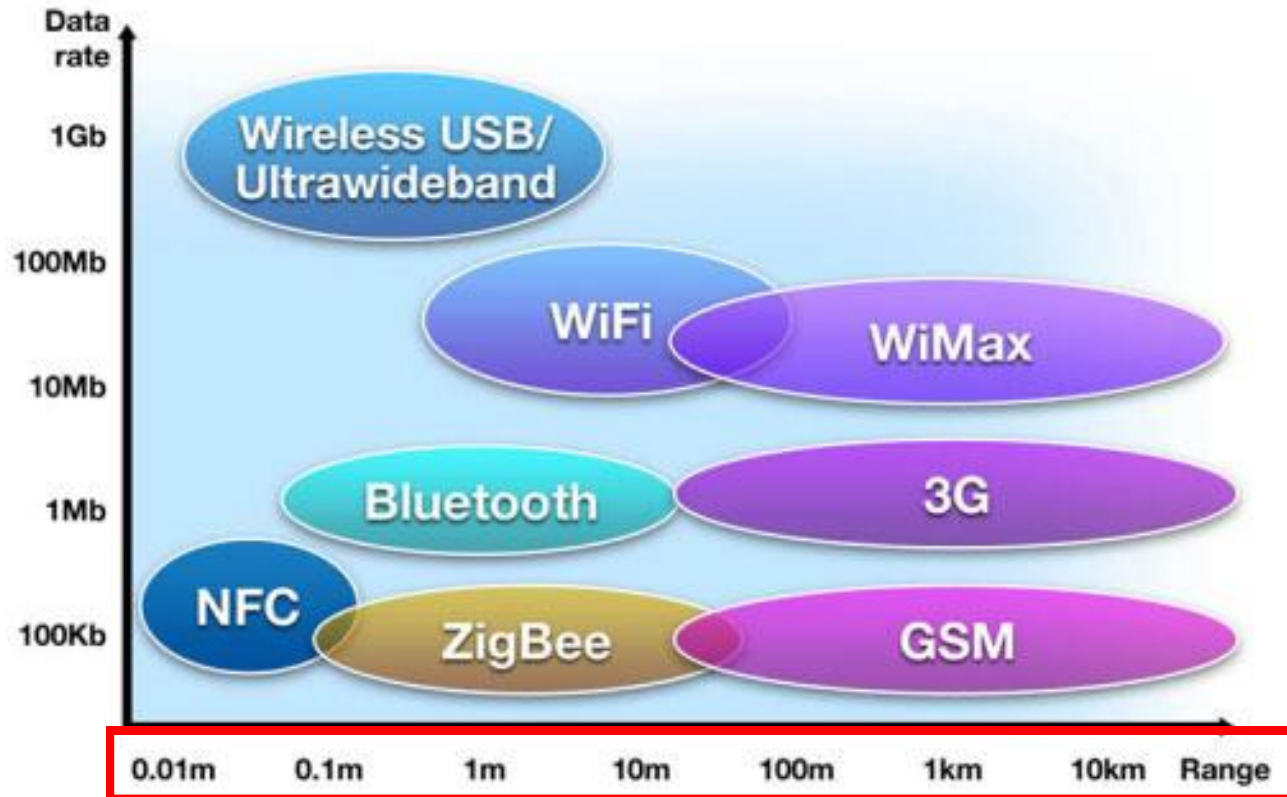 Data
rate
1Gb
Wireless USB/
Ultrawideband
100Mb
WiFi
WiMax
10Mb
Bluetooth
3G
1Mb
NFC
ZigBee
GSM
100Kb
0.01m 0.1m 1m 10m 100m 1km 10km Range